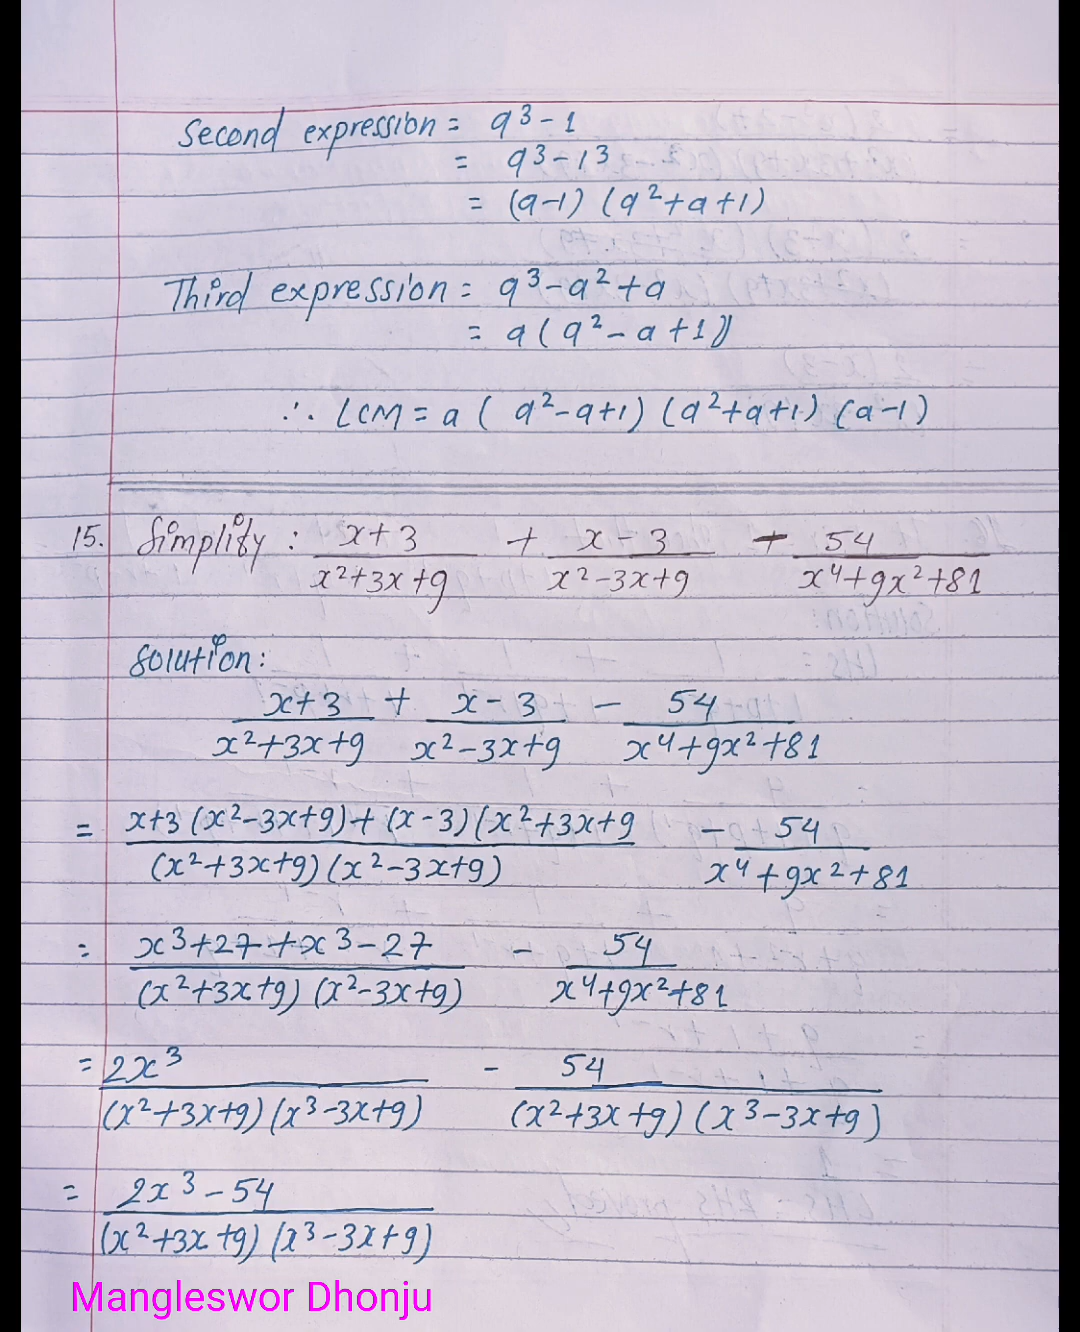 Second expression = a³ - 1
= a³ - 1³
= (a-1) (a²+a+1)
Third expression = a³-a²+a
= a(a²-a+1)
∴ LCM = a ( a²-a+1) (a²+a+1) (a-1)
15. Simplify : x+3/x²+3x+9 + x-3/x²-3x+9 - 54/x⁴+9x²+81
Solution:
x+3/x²+3x+9 + x-3/x²-3x+9 - 54/x⁴+9x²+81
= x+3 (x²-3x+9)+(x-3)(x²+3x+9/(x²+3x+9)(x²-3x+9) - 54/x⁴+9x²+81
= x³+27+x³-27/(x²+3x+9) (x²-3x+9) - 54/x⁴+9x²+81
= 2x³/(x²+3x+9)(x³-3x+9) - 54/(x²+3x+9)(x³-3x+9)
= 2x³-54/(x²+3x+9)(x³-3x+9)
Mangleswor Dhonju